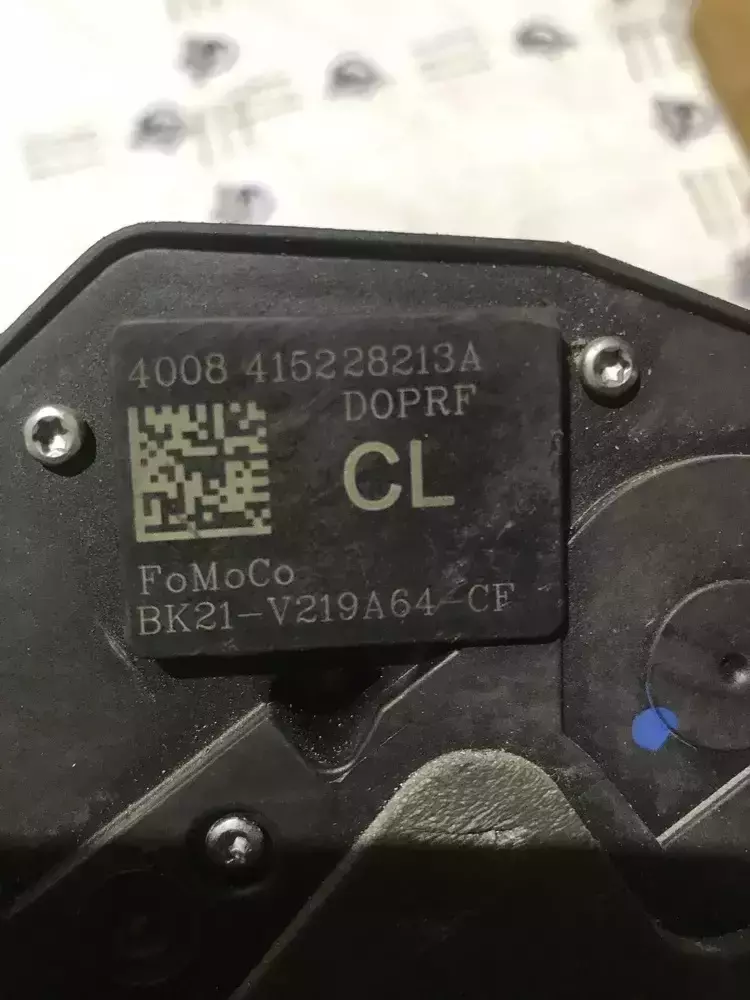 4008 415228213A
DOPRF
CL
FoMoCo
BK21-V219A64-CF